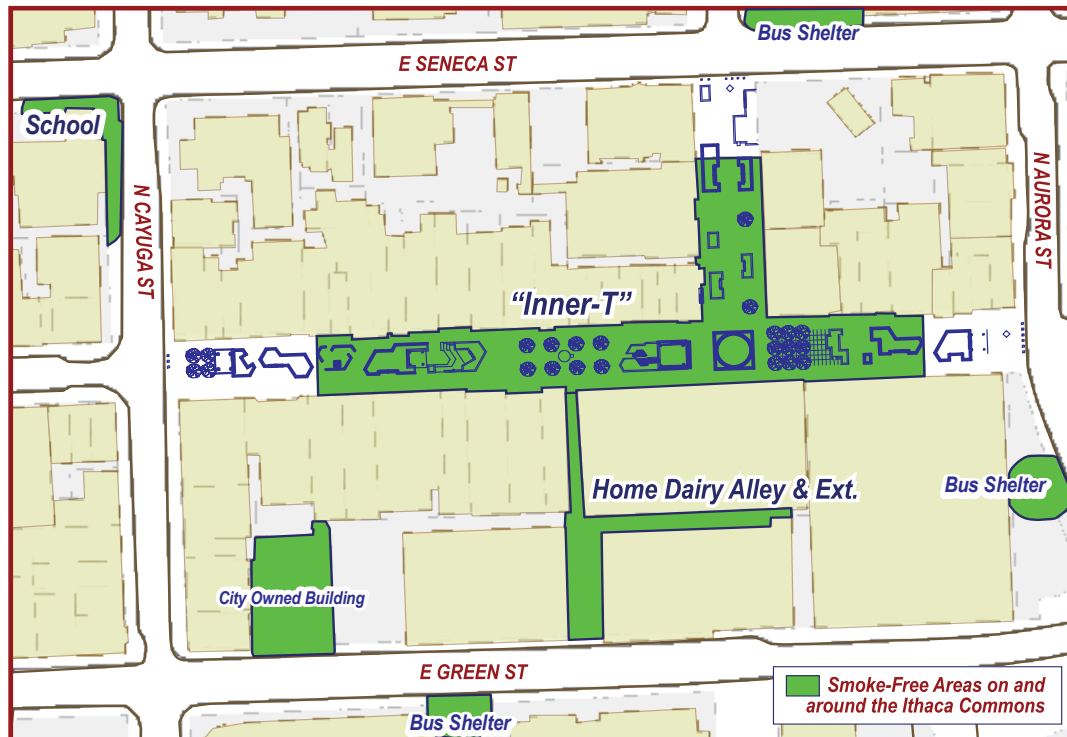 Bus Shelter
E SENECA ST
School
N CAYUGA ST
N AURORA ST
“Inner-T”
Home Dairy Alley & Ext.
Bus Shelter
City Owned Building
E GREEN ST
Bus Shelter
Smoke-Free Areas on and
around the Ithaca Commons